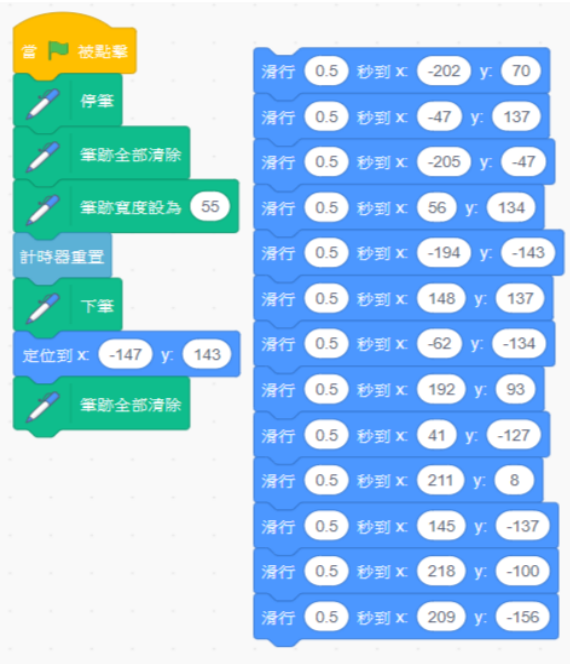 當 被點擊
停筆
筆跡全部清除
筆跡寬度設為 55
計時器重置
下筆
定位到 x: -147 y: 143
筆跡全部清除
滑行 0.5 秒到 x: -202 y: 70
滑行 0.5 秒到 x: -47 y: 137
滑行 0.5 秒到 x: -205 y: -47
滑行 0.5 秒到 x: 56 y: 134
滑行 0.5 秒到 x: -194 y: -143
滑行 0.5 秒到 x: 148 y: 137
滑行 0.5 秒到 x: -62 y: -134
滑行 0.5 秒到 x: 192 y: 93
滑行 0.5 秒到 x: 41 y: -127
滑行 0.5 秒到 x: 211 y: 8
滑行 0.5 秒到 x: 145 y: -137
滑行 0.5 秒到 x: 218 y: -100
滑行 0.5 秒到 x: 209 y: -156